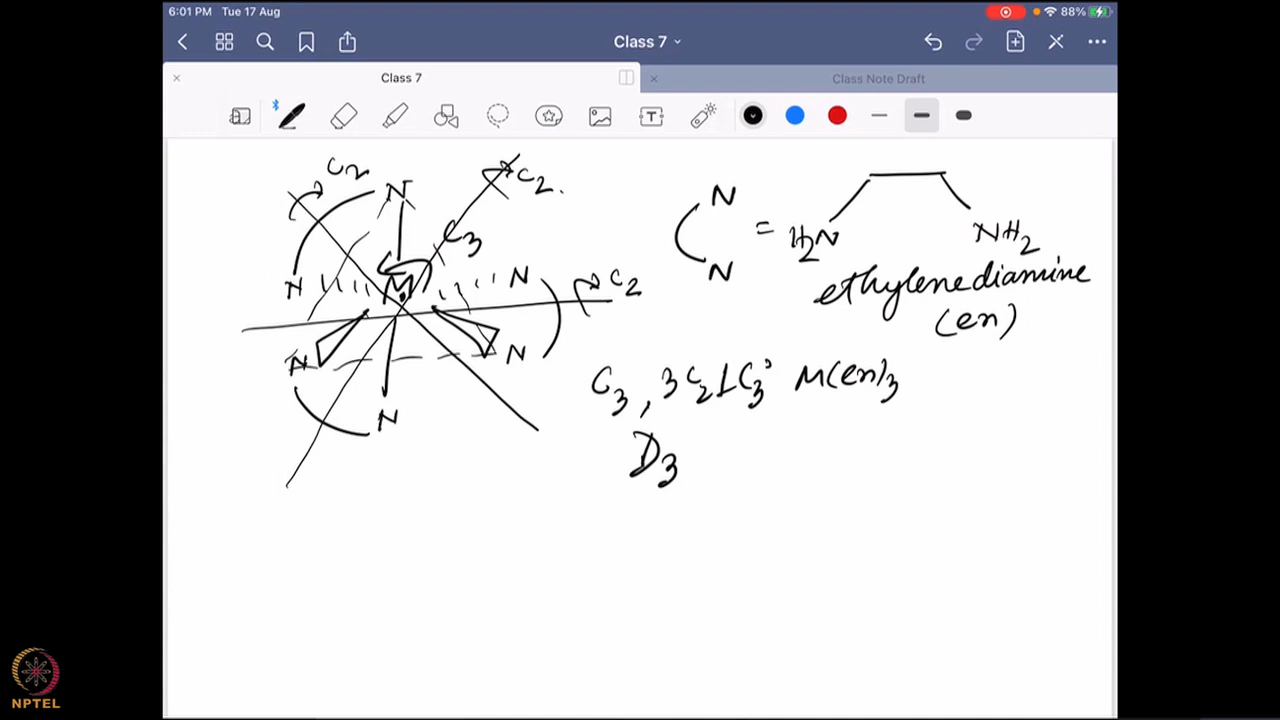 6:01 PM Tue 17 Aug
88%
Class 7
Class 7
Class Note Draft
T
C2
C2.
N
C3
N
M
N
C2
N
N
N
N
N
=
H2N
NH2
ethylenediamine
(en)
C3, 3C2⊥C3 M(en)3
D3
NPTEL